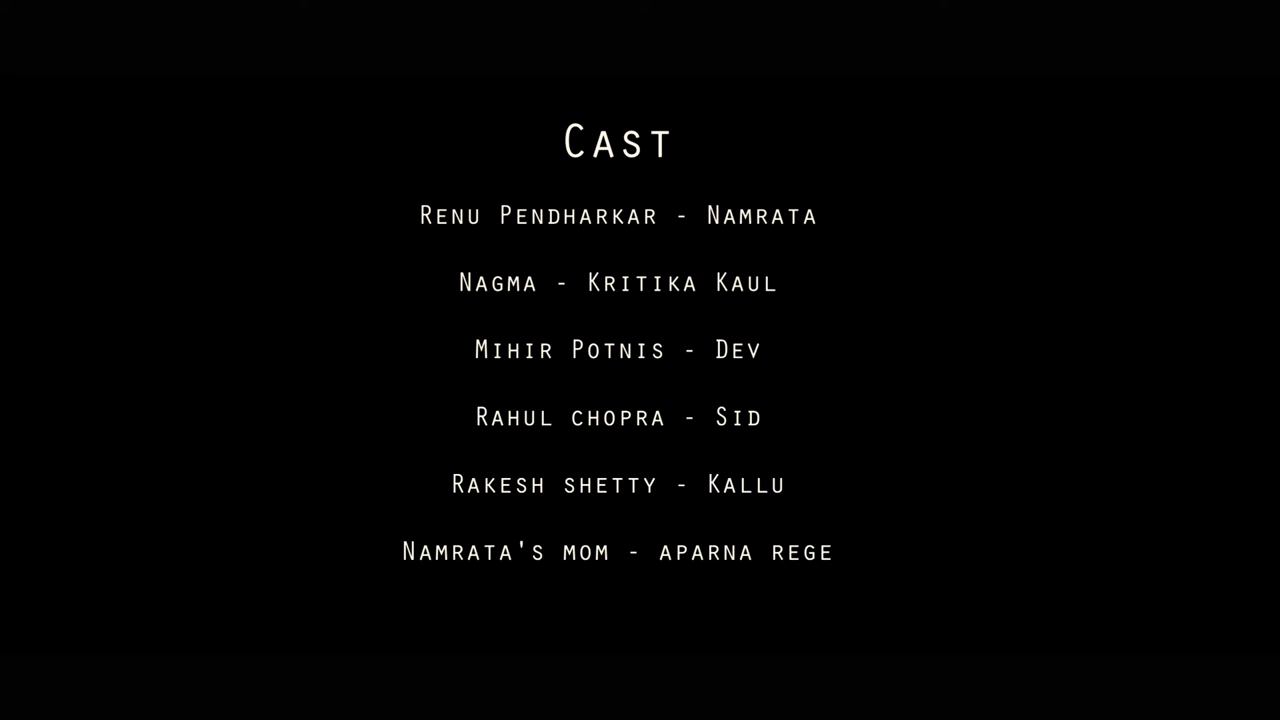 Cast
Renu Pendharkar - Namrata
Nagma - Kritika Kaul
Mihir Potnis - Dev
Rahul chopra - Sid
Rakesh shetty - Kallu
Namrata's mom - aparna rege